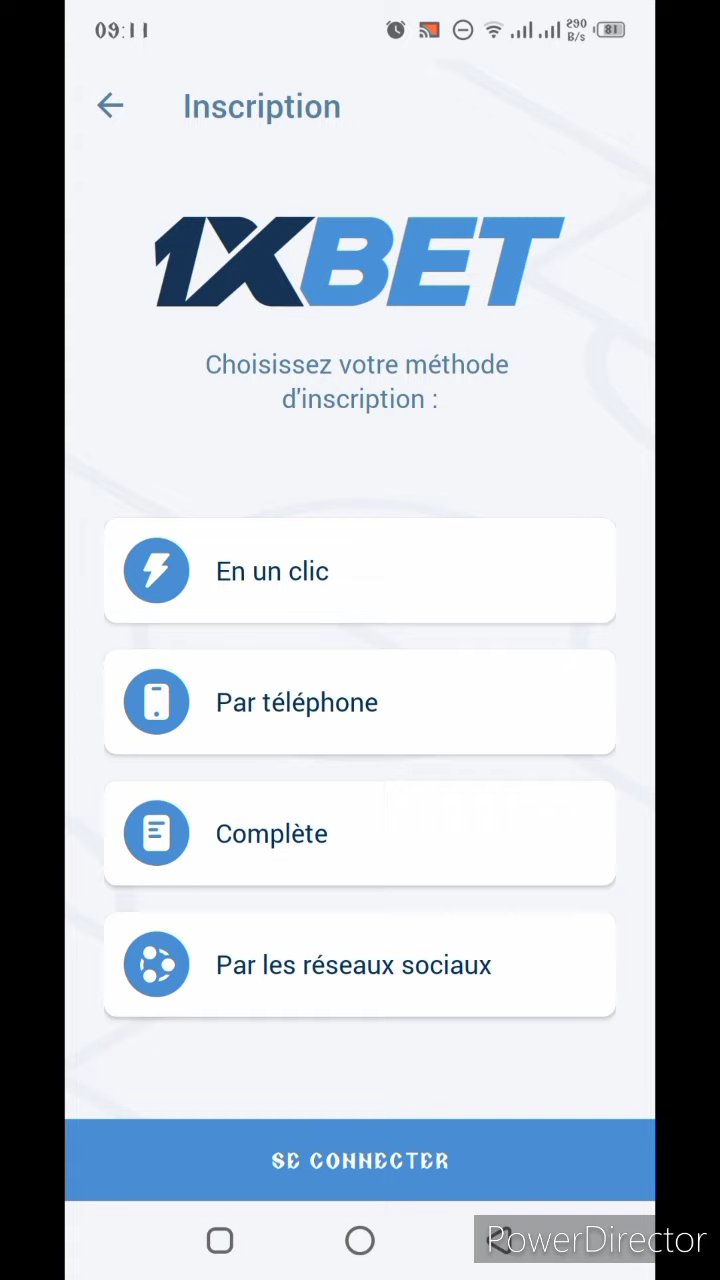 09:11
290
B/s
81
Inscription
1XBET
Choisissez votre méthode
d'inscription :
En un clic
Par téléphone
Complète
Par les réseaux sociaux
SE CONNECTER
PowerDirector